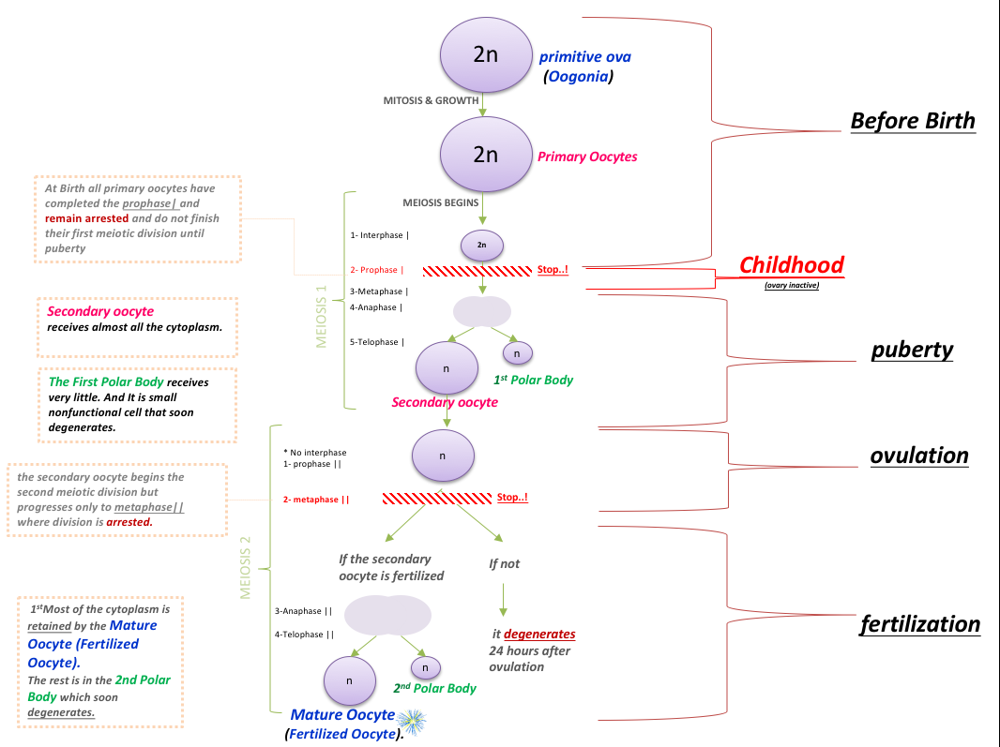 2n
primitive ova
(Oogonia)
MITOSIS & GROWTH
Before Birth
2n
Primary Oocytes
At Birth all primary oocytes have
completed the prophase| and
remain arrested and do not finish
their first meiotic division until
puberty
MEIOSIS BEGINS
1- Interphase |
2n
2- Prophase |
Stop..!
Childhood
(ovary inactive)
3-Metaphase |
4-Anaphase |
MEIOSIS 1
Secondary oocyte
receives almost all the cytoplasm.
5-Telophase |
n
n
puberty
1st Polar Body
The First Polar Body receives
very little. And It is small
nonfunctional cell that soon
degenerates.
Secondary oocyte
* No interphase
1- prophase ||
n
ovulation
the secondary oocyte begins the
second meiotic division but
progresses only to metaphase||
where division is arrested.
2- metaphase ||
Stop..!
MEIOSIS 2
If the secondary
oocyte is fertilized
If not
1stMost of the cytoplasm is
retained by the Mature
Oocyte (Fertilized
Oocyte).
The rest is in the 2nd Polar
Body which soon
degenerates.
3-Anaphase ||
4-Telophase ||
it degenerates
24 hours after
ovulation
fertilization
n
n
2nd Polar Body
Mature Oocyte
(Fertilized Oocyte).